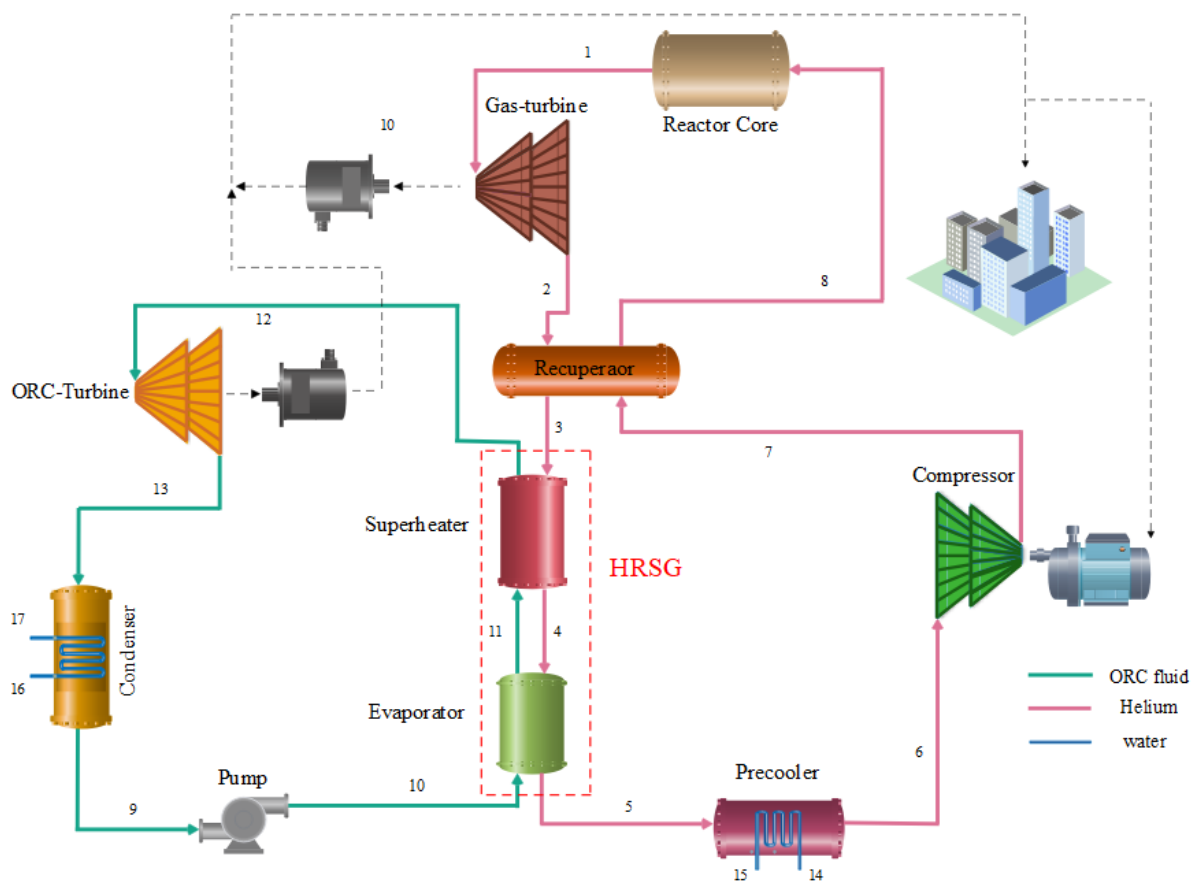 1
Reactor Core
Gas-turbine
10
2
8
12
Recuperaor
ORC-Turbine
3
7
Compressor
13
Superheater
HRSG
17
Condenser
16
11
4
Evaporator
ORC fluid
Helium
water
6
Pump
10
9
5
Precooler
15
14